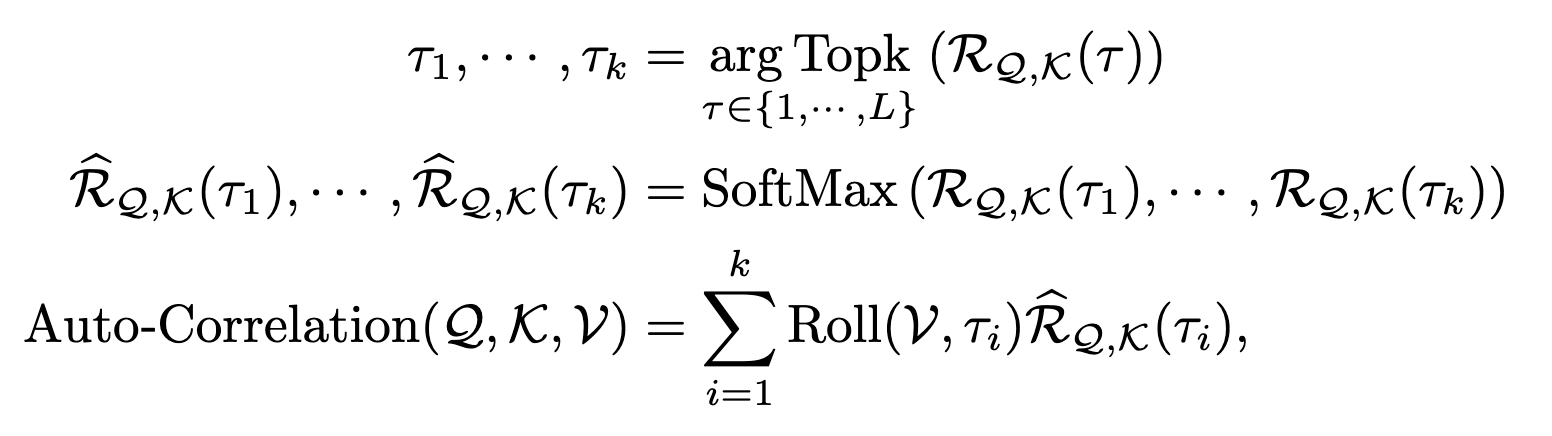 τ₁, ⋯ , τₖ = arg Topk (ℛ_{𝒬,𝒦}(τ))
τ∈{1,⋯ ,L}
ℛ̂_{𝒬,𝒦}(τ₁), ⋯ , ℛ̂_{𝒬,𝒦}(τₖ) = SoftMax (ℛ_{𝒬,𝒦}(τ₁), ⋯ , ℛ_{𝒬,𝒦}(τₖ))
Auto-Correlation(𝒬, 𝒦, 𝒱) = ∑_{i=1}^{k} Roll(𝒱, τᵢ)ℛ̂_{𝒬,𝒦}(τᵢ),